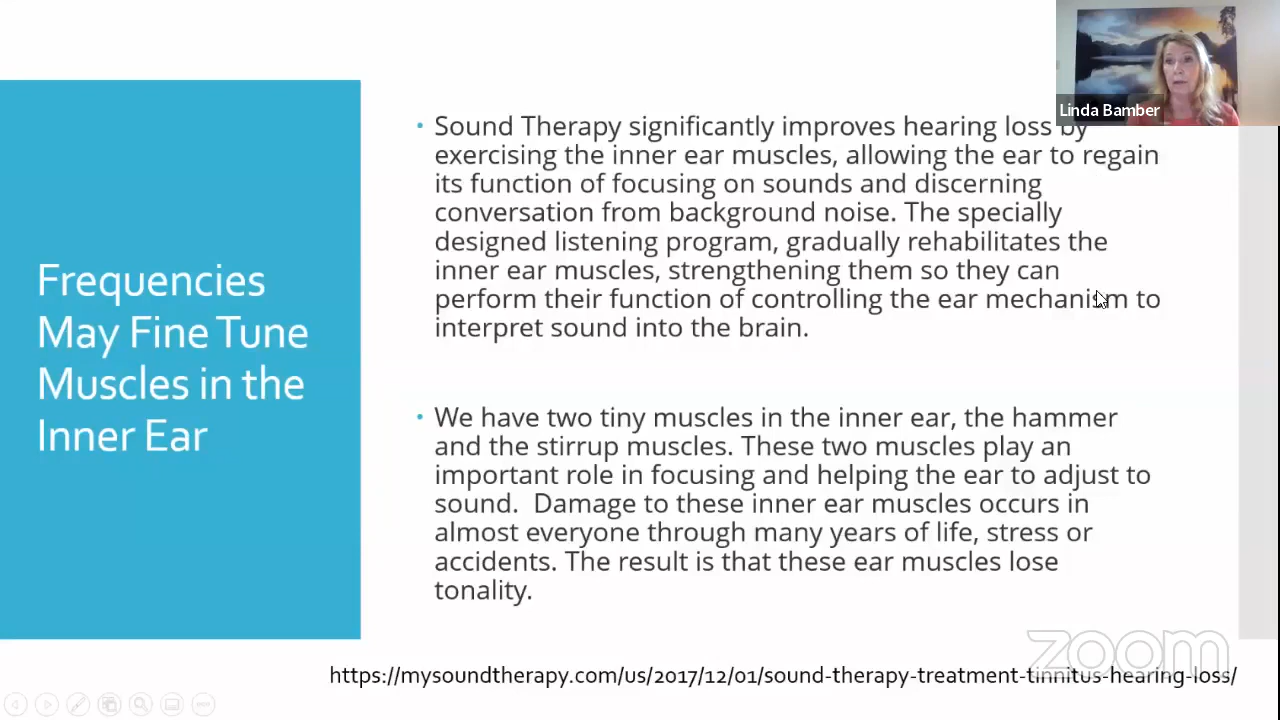 Linda Bamber
Frequencies
May Fine Tune
Muscles in the
Inner Ear
• Sound Therapy significantly improves hearing loss by
exercising the inner ear muscles, allowing the ear to regain
its function of focusing on sounds and discerning
conversation from background noise. The specially
designed listening program, gradually rehabilitates the
inner ear muscles, strengthening them so they can
perform their function of controlling the ear mechanism to
interpret sound into the brain.
• We have two tiny muscles in the inner ear, the hammer
and the stirrup muscles. These two muscles play an
important role in focusing and helping the ear to adjust to
sound.  Damage to these inner ear muscles occurs in
almost everyone through many years of life, stress or
accidents. The result is that these ear muscles lose
tonality.
zoom
https://mysoundtherapy.com/us/2017/12/01/sound-therapy-treatment-tinnitus-hearing-loss/